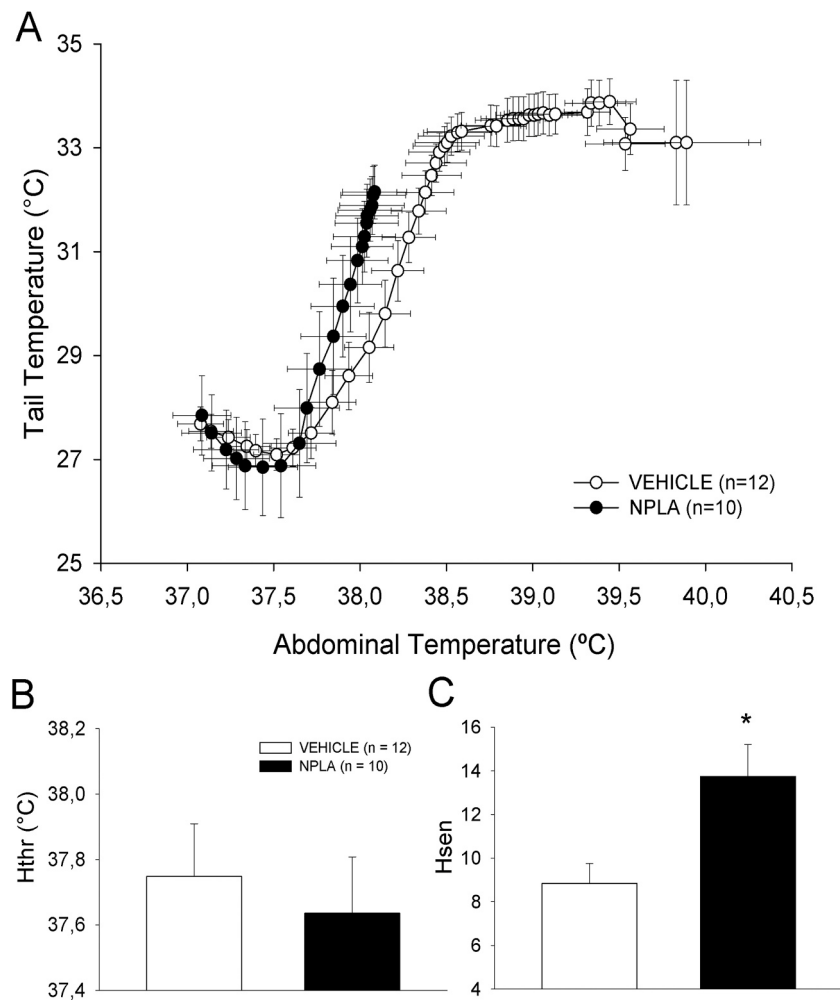 A
35
33
31
29
27
25
Tail Temperature (°C)
VEHICLE (n=12)
NPLA (n=10)
36,5 37,0 37,5 38,0 38,5 39,0 39,5 40,0 40,5
Abdominal Temperature (ºC)
B
38,2
38,0
37,8
37,6
37,4
Hthr (°C)
VEHICLE (n = 12)
NPLA (n = 10)
C
16
14
12
10
8
6
4
Hsen
*